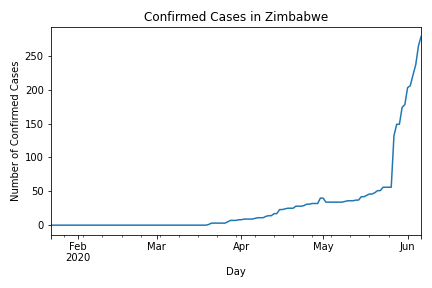 Confirmed Cases in Zimbabwe
Number of Confirmed Cases
250
200
150
100
50
0
Feb
2020
Mar
Apr
May
Jun
Day